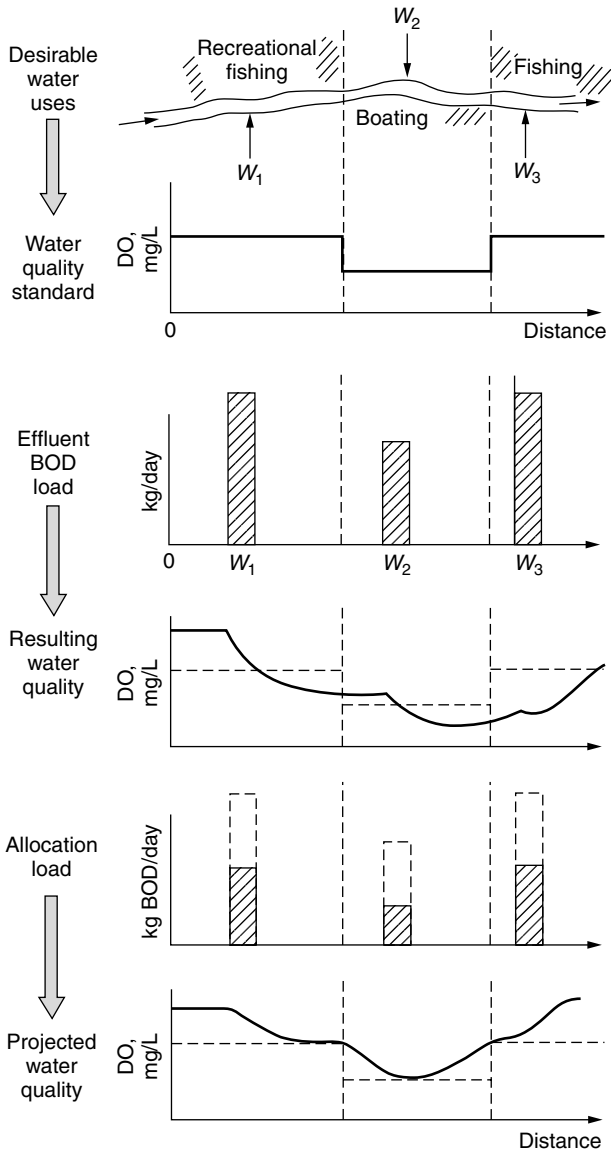 Desirable
water
uses
Recreational
fishing
W2
Fishing
Boating
W1
W3
Water
quality
standard
DO,
mg/L
0
Distance
Effluent
BOD
load
kg/day
0
W1
W2
W3
Resulting
water
quality
DO,
mg/L
Allocation
load
kg BOD/day
Projected
water
quality
DO,
mg/L
Distance